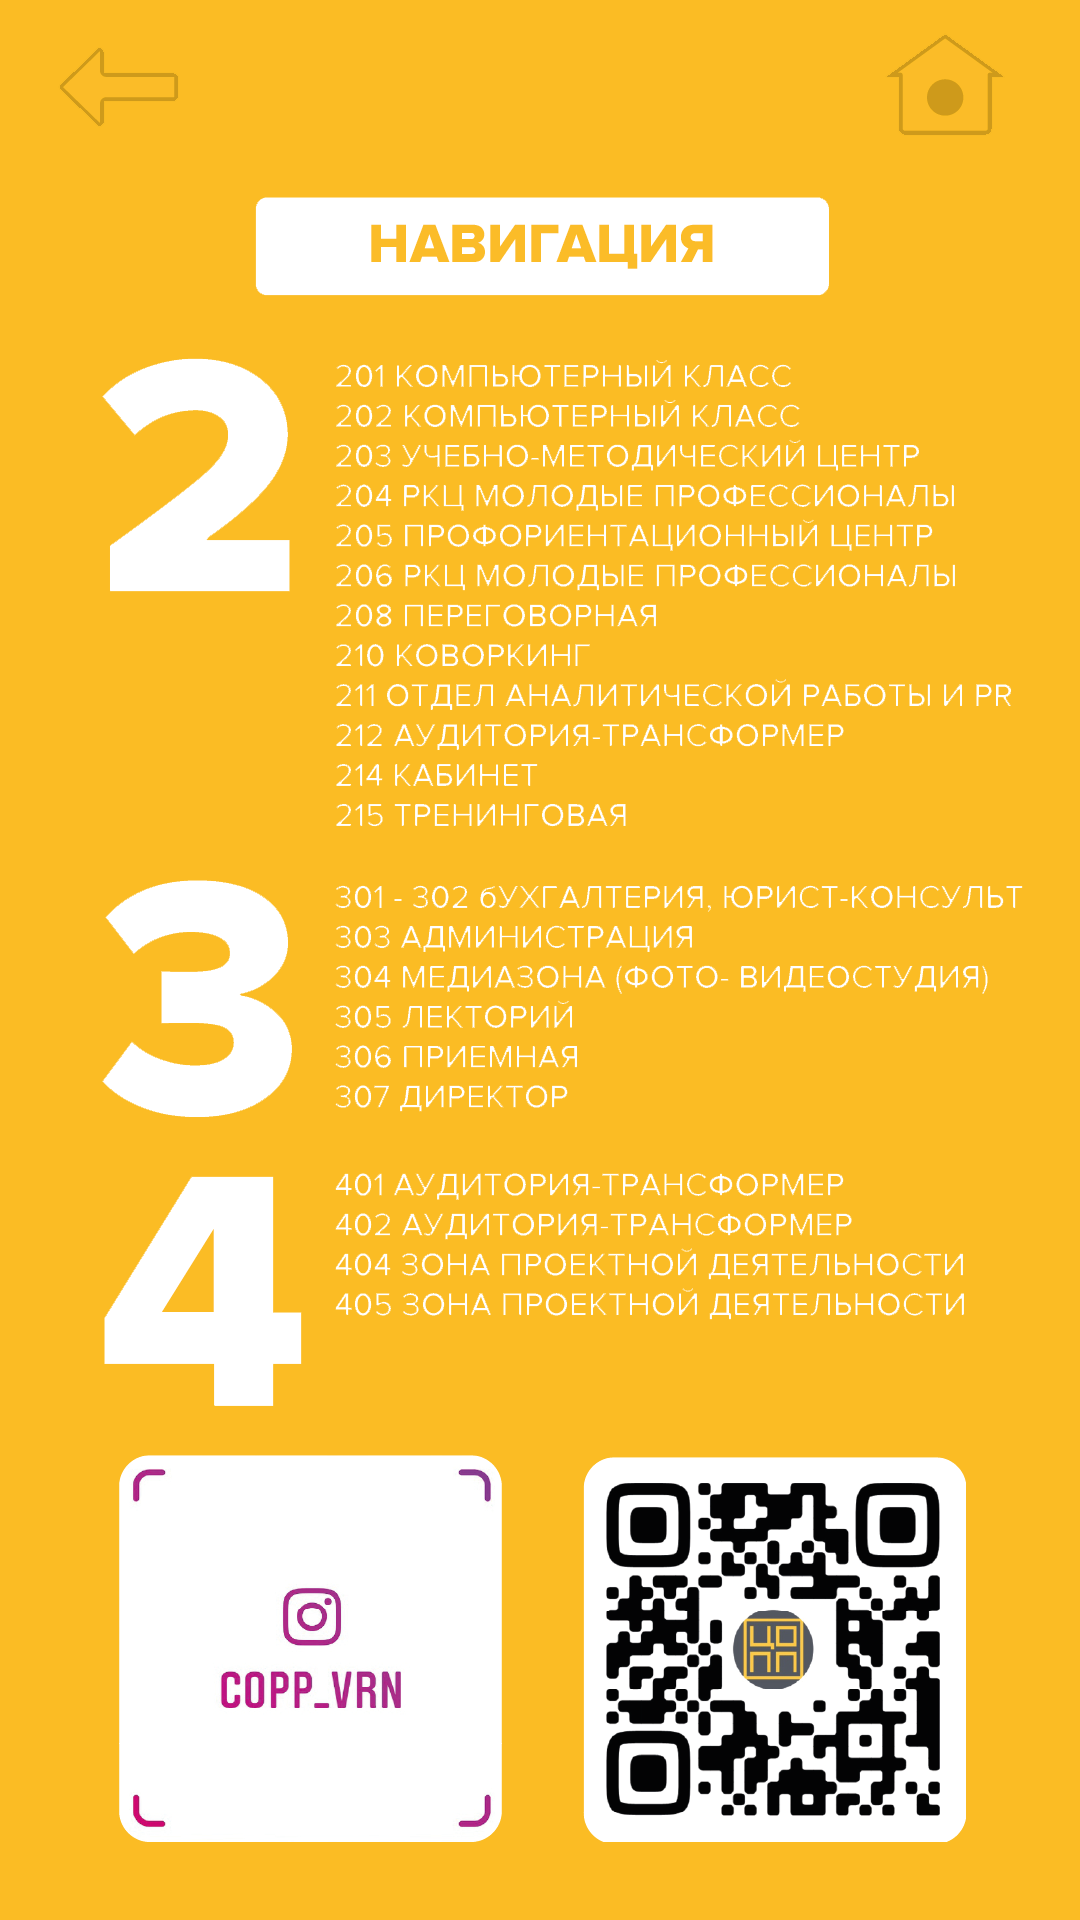 НАВИГАЦИЯ
2
201 КОМПЬЮТЕРНЫЙ КЛАСС
202 КОМПЬЮТЕРНЫЙ КЛАСС
203 УЧЕБНО-МЕТОДИЧЕСКИЙ ЦЕНТР
204 РКЦ МОЛОДЫЕ ПРОФЕССИОНАЛЫ
205 ПРОФОРИЕНТАЦИОННЫЙ ЦЕНТР
206 РКЦ МОЛОДЫЕ ПРОФЕССИОНАЛЫ
208 ПЕРЕГОВОРНАЯ
210 КОВОРКИНГ
211 ОТДЕЛ АНАЛИТИЧЕСКОЙ РАБОТЫ И PR
212 АУДИТОРИЯ-ТРАНСФОРМЕР
214 КАБИНЕТ
215 ТРЕНИНГОВАЯ
3
301 - 302 бУХГАЛТЕРИЯ, ЮРИСТ-КОНСУЛЬТ
303 АДМИНИСТРАЦИЯ
304 МЕДИАЗОНА (ФОТО- ВИДЕОСТУДИЯ)
305 ЛЕКТОРИЙ
306 ПРИЕМНАЯ
307 ДИРЕКТОР
4
401 АУДИТОРИЯ-ТРАНСФОРМЕР
402 АУДИТОРИЯ-ТРАНСФОРМЕР
404 ЗОНА ПРОЕКТНОЙ ДЕЯТЕЛЬНОСТИ
405 ЗОНА ПРОЕКТНОЙ ДЕЯТЕЛЬНОСТИ
COPP_VRN
ЦО
ПП